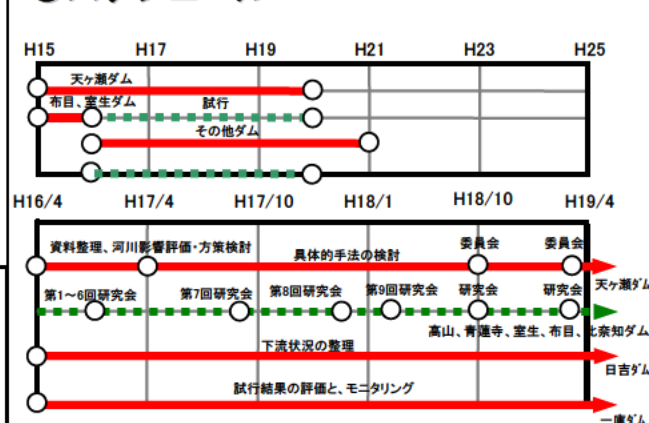 H15 H17 H19 H21 H23 H25
天ヶ瀬ダム
布目、室生ダム 試行
その他ダム
H16/4 H17/4 H17/10 H18/1 H18/10 H19/4
資料整理、河川影響評価・方策検討 具体的手法の検討 委員会 委員会
天ヶ瀬ダム
第1～6回研究会 第7回研究会 第8回研究会 第9回研究会 研究会 研究会
高山、青蓮寺、室生、布目、比奈知ダム
下流状況の整理
日吉ダム
試行結果の評価と、モニタリング
一庫ダム